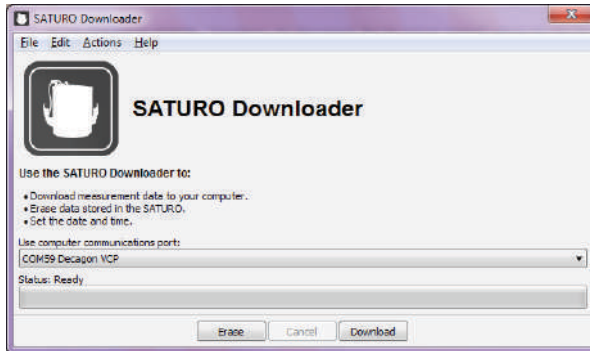 SATURO Downloader
File Edit Actions Help
SATURO Downloader
Use the SATURO Downloader to:
• Download measurement data to your computer.
• Erase data stored in the SATURO.
• Set the date and time.
Use computer communications port:
COM59 Decagon VCP
Status: Ready
Erase Cancel Download